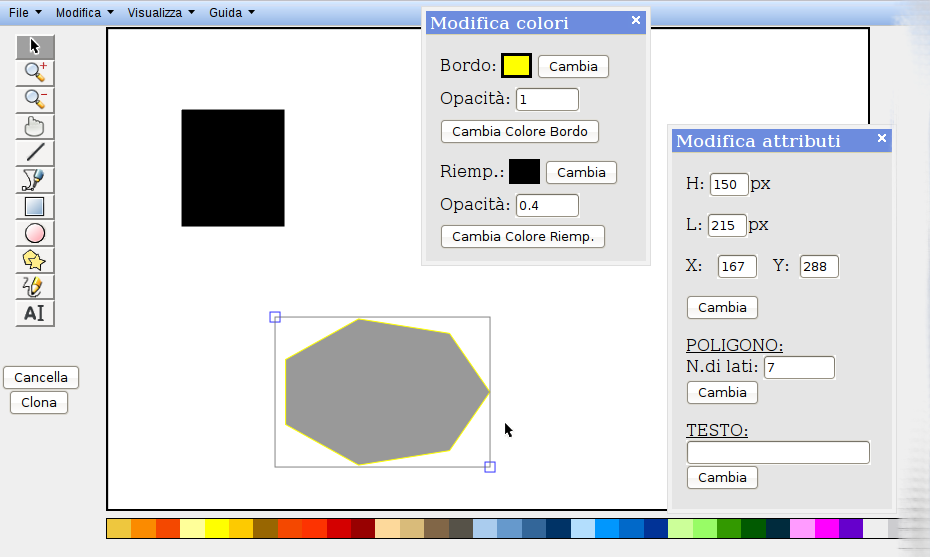 File Modifica Visualizza Guida
Modifica colori ×
Bordo: Cambia
Opacità: 1
Cambia Colore Bordo
Riemp.: Cambia
Opacità: 0.4
Cambia Colore Riemp.
Modifica attributi ×
H: 150 px
L: 215 px
X: 167 Y: 288
Cambia
POLIGONO:
N.di lati: 7
Cambia
TESTO:
Cambia
AI
Cancella
Clona